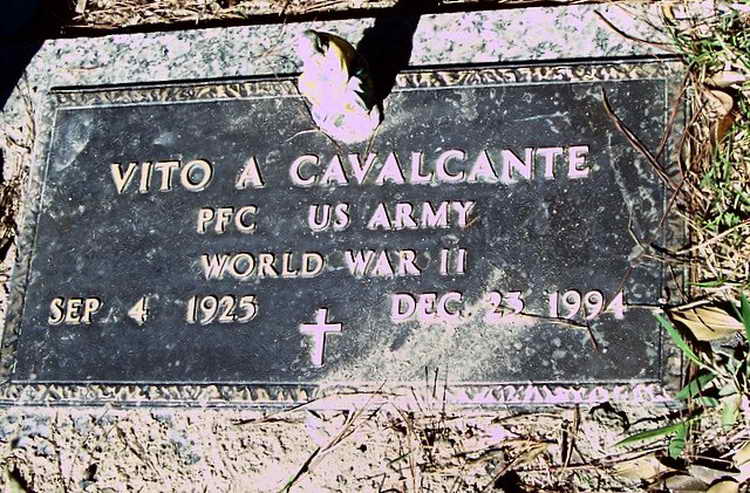 VITO A CAVALCANTE
PFC US ARMY
WORLD WAR II
SEP 4 1925 DEC 23 1994